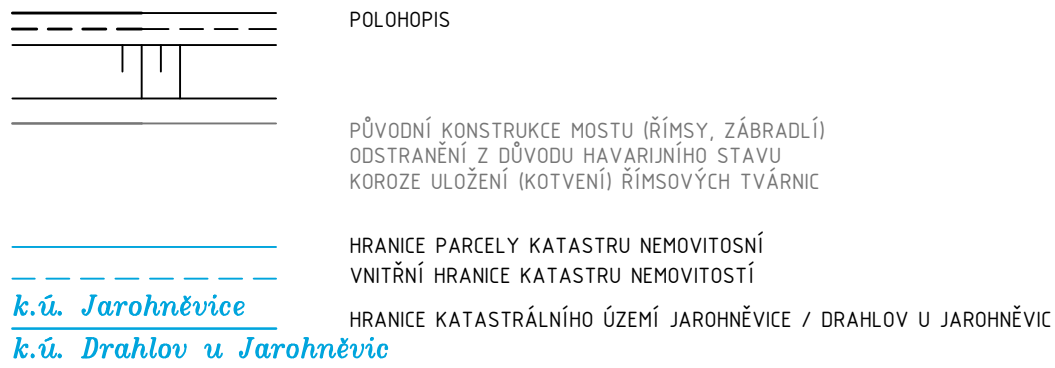 POLOHOPIS
PŮVODNÍ KONSTRUKCE MOSTU (ŘÍMSY, ZÁBRADLÍ)
ODSTRANĚNÍ Z DŮVODU HAVARIJNÍHO STAVU
KOROZE ULOŽENÍ (KOTVENÍ) ŘÍMSOVÝCH TVÁRNIC
HRANICE PARCELY KATASTRU NEMOVITOSNÍ
VNITŘNÍ HRANICE KATASTRU NEMOVITOSTÍ
k.ú. Jarohněvice
HRANICE KATASTRÁLNÍHO ÚZEMÍ JAROHNĚVICE / DRAHLOV U JAROHNĚVIC
k.ú. Drahlov u Jarohněvic